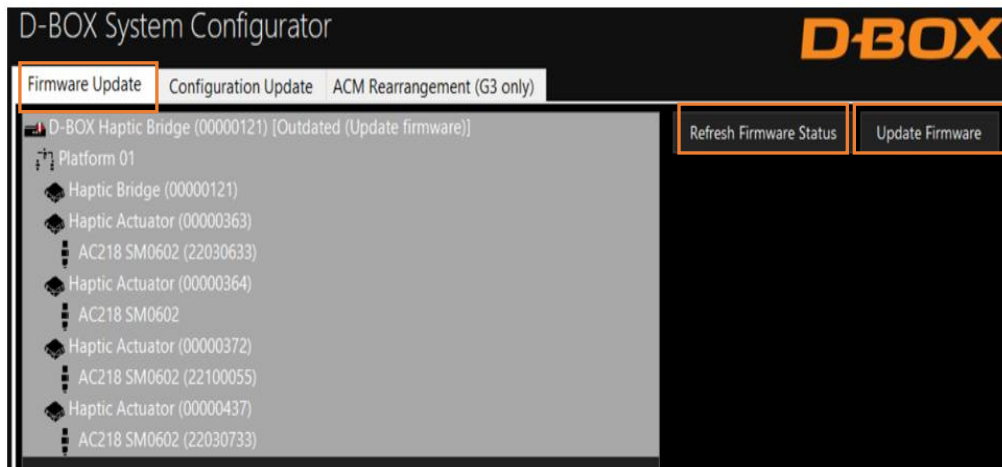 D-BOX System Configurator
D-BOX
Firmware Update
Configuration Update
ACM Rearrangement (G3 only)
D-BOX Haptic Bridge (00000121) [Outdated (Update firmware)]
Refresh Firmware Status
Update Firmware
Platform 01
Haptic Bridge (00000121)
Haptic Actuator (00000363)
AC218 SM0602 (22030633)
Haptic Actuator (00000364)
AC218 SM0602
Haptic Actuator (00000372)
AC218 SM0602 (22100055)
Haptic Actuator (00000437)
AC218 SM0602 (22030733)